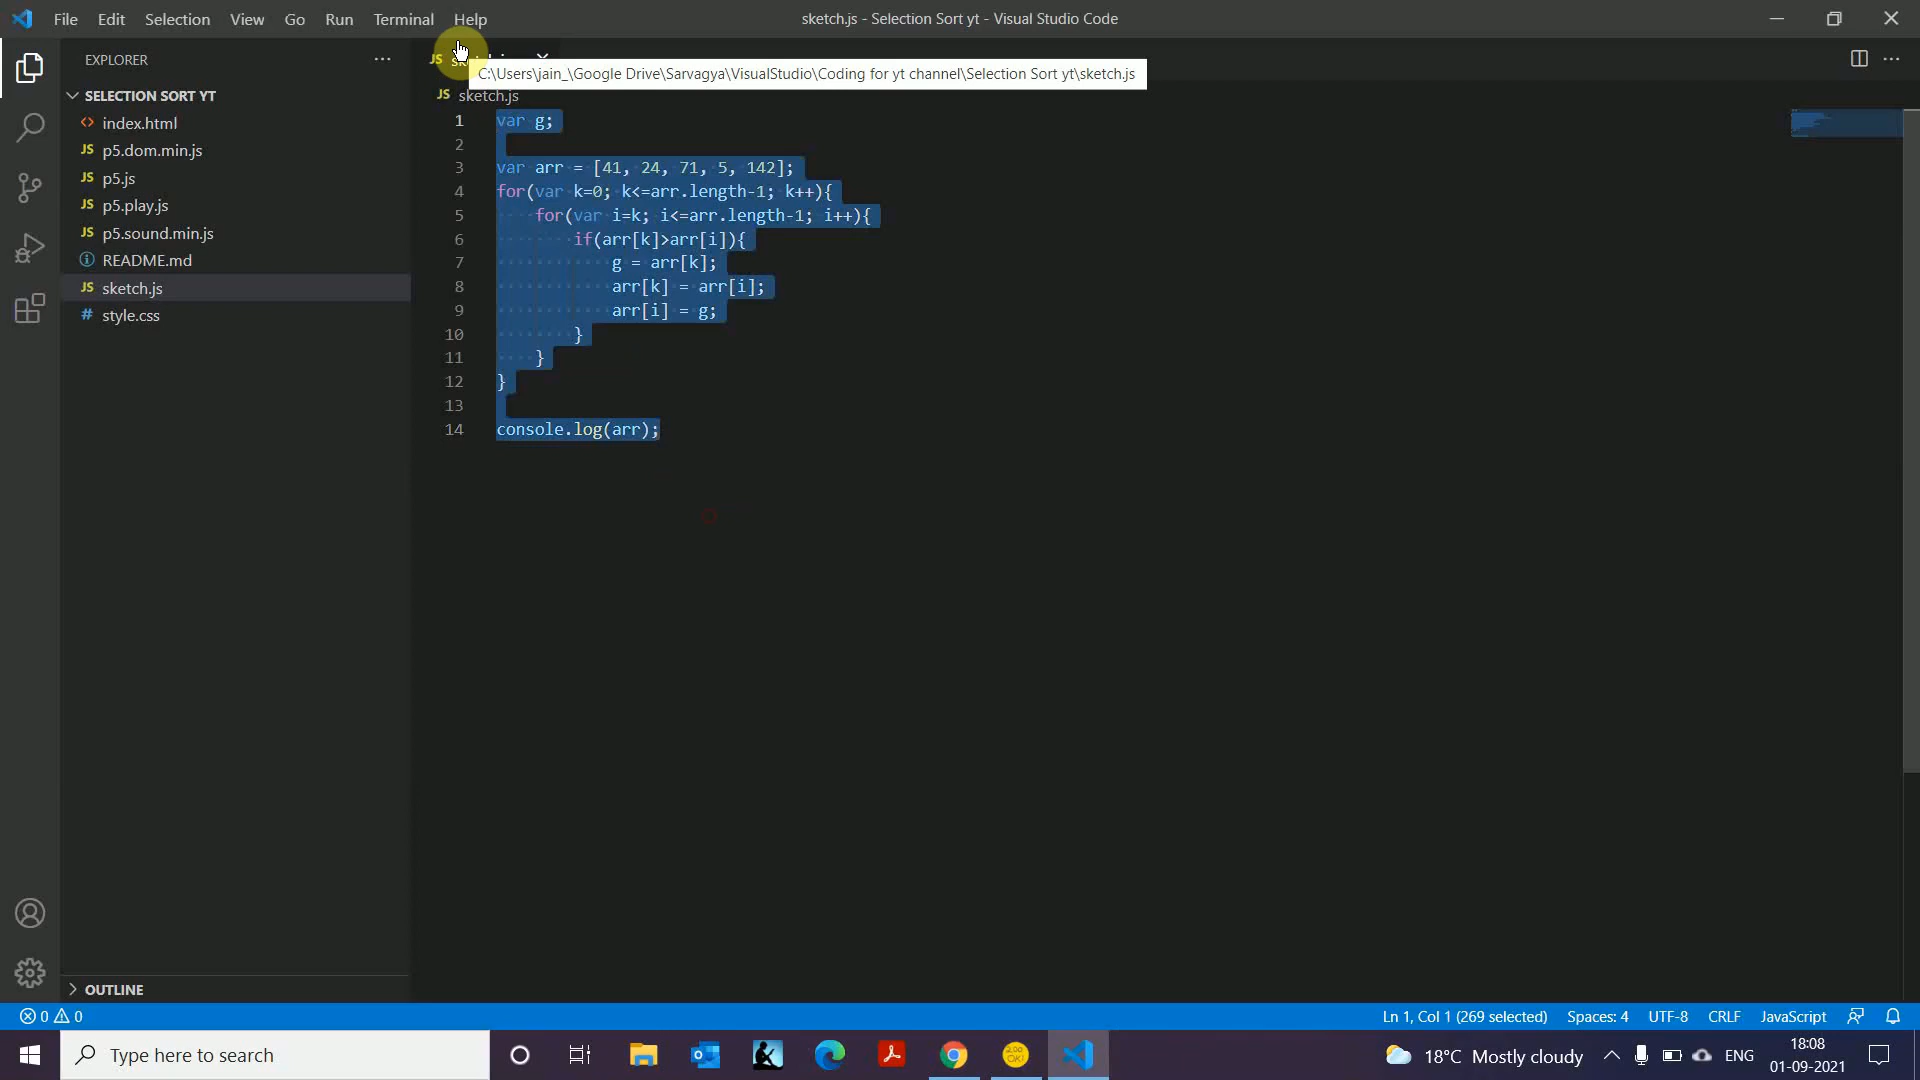 File Edit Selection View Go Run Terminal Help
sketch.js - Selection Sort yt - Visual Studio Code
EXPLORER
JS
C:\Users\jain_\Google Drive\Sarvagya\VisualStudio\Coding for yt channel\Selection Sort yt\sketch.js
SELECTION SORT YT
<> index.html
JS p5.dom.min.js
JS p5.js
JS p5.play.js
JS p5.sound.min.js
README.md
JS sketch.js
# style.css
JS sketch.js
1 var g;
2
3 var arr = [41, 24, 71, 5, 142];
4 for(var k=0; k<=arr.length-1; k++){
5 for(var i=k; i<=arr.length-1; i++){
6 if(arr[k]>arr[i]){
7 g = arr[k];
8 arr[k] = arr[i];
9 arr[i] = g;
10 }
11 }
12 }
13
14 console.log(arr);
OUTLINE
0 0
Ln 1, Col 1 (269 selected) Spaces: 4 UTF-8 CRLF JavaScript
Type here to search
18°C Mostly cloudy
ENG
18:08
01-09-2021